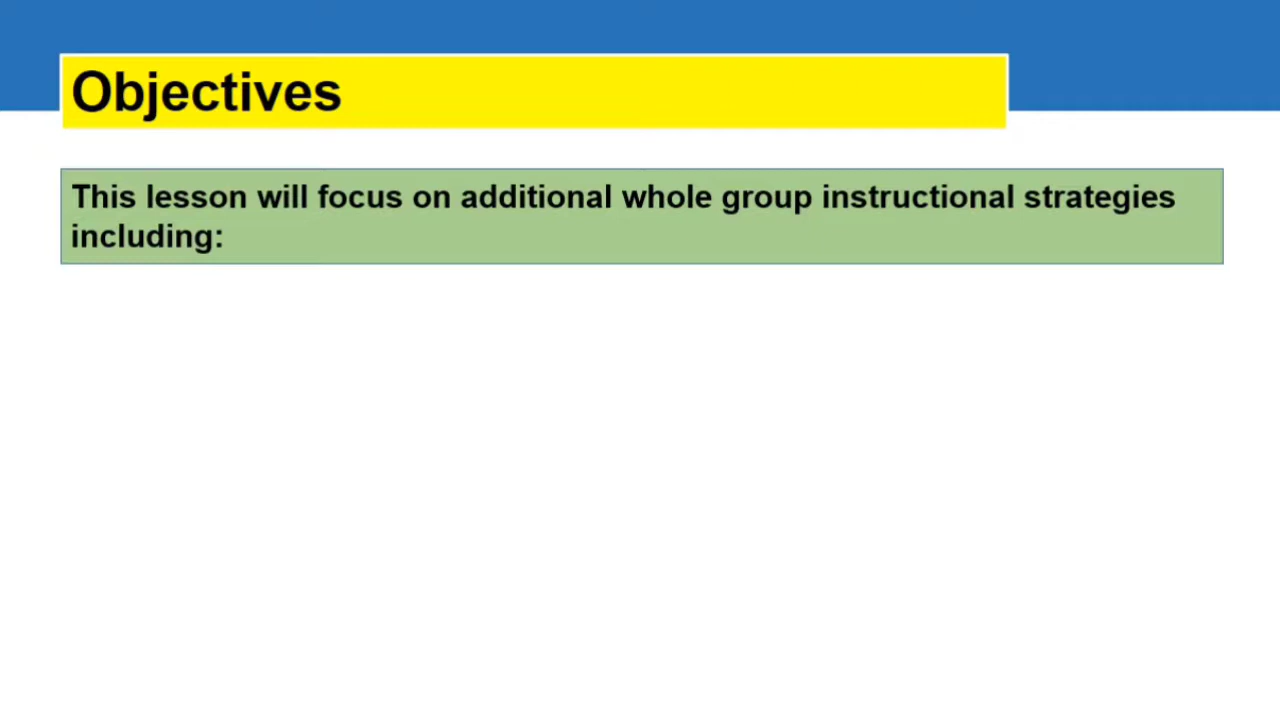 Objectives
This lesson will focus on additional whole group instructional strategies
including: